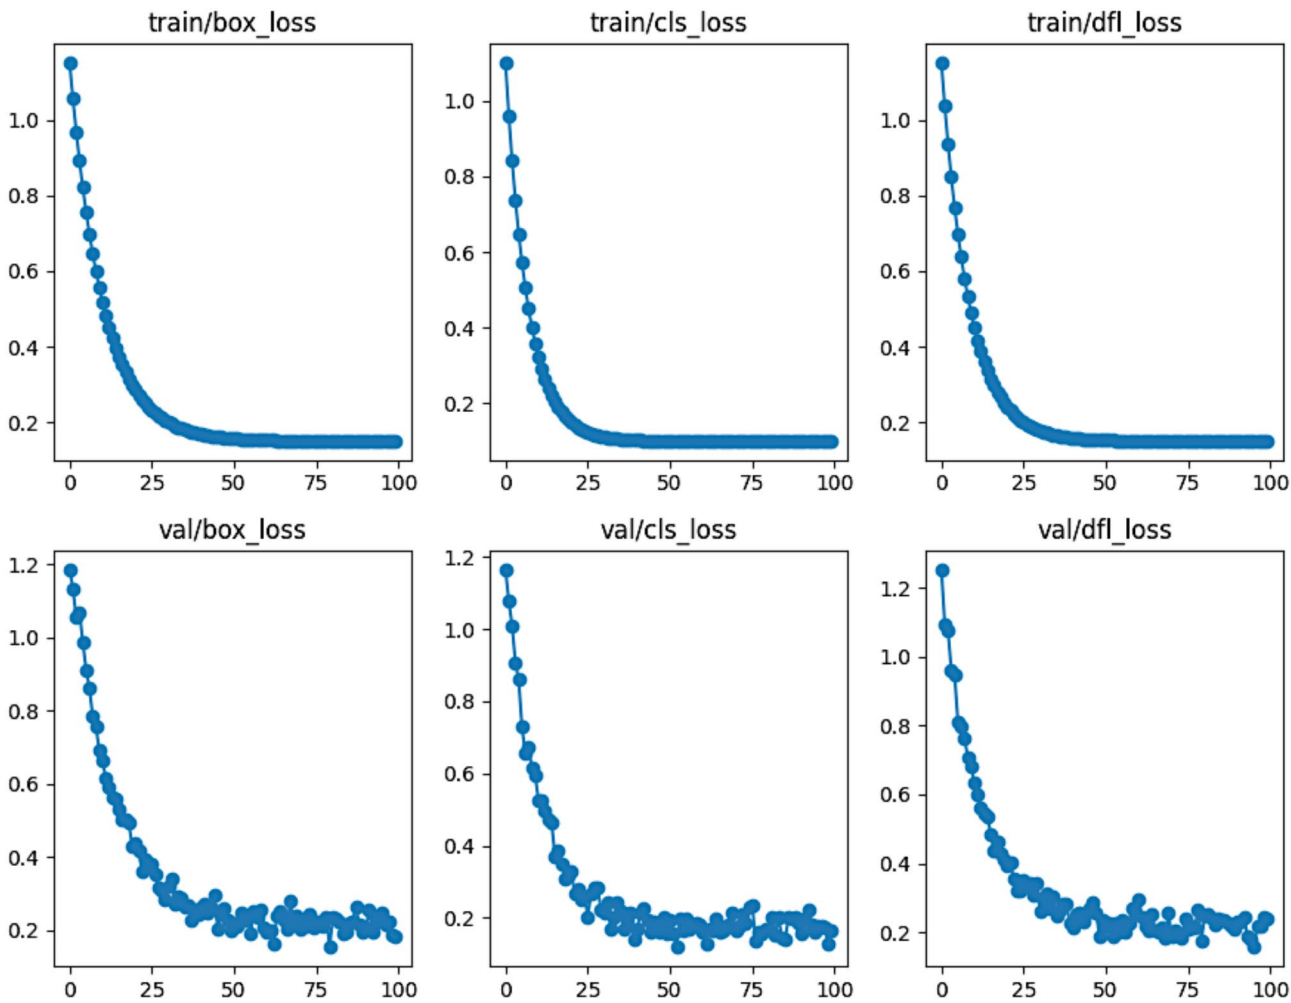 train/box_loss train/cls_loss train/dfl_loss
1.0 1.0 1.0
0.8 0.8 0.8
0.6 0.6 0.6
0.4 0.4 0.4
0.2 0.2 0.2
0 25 50 75 100 0 25 50 75 100 0 25 50 75 100
val/box_loss val/cls_loss val/dfl_loss
1.2 1.2 1.2
1.0 1.0 1.0
0.8 0.8 0.8
0.6 0.6 0.6
0.4 0.4 0.4
0.2 0.2 0.2
0 25 50 75 100 0 25 50 75 100 0 25 50 75 100